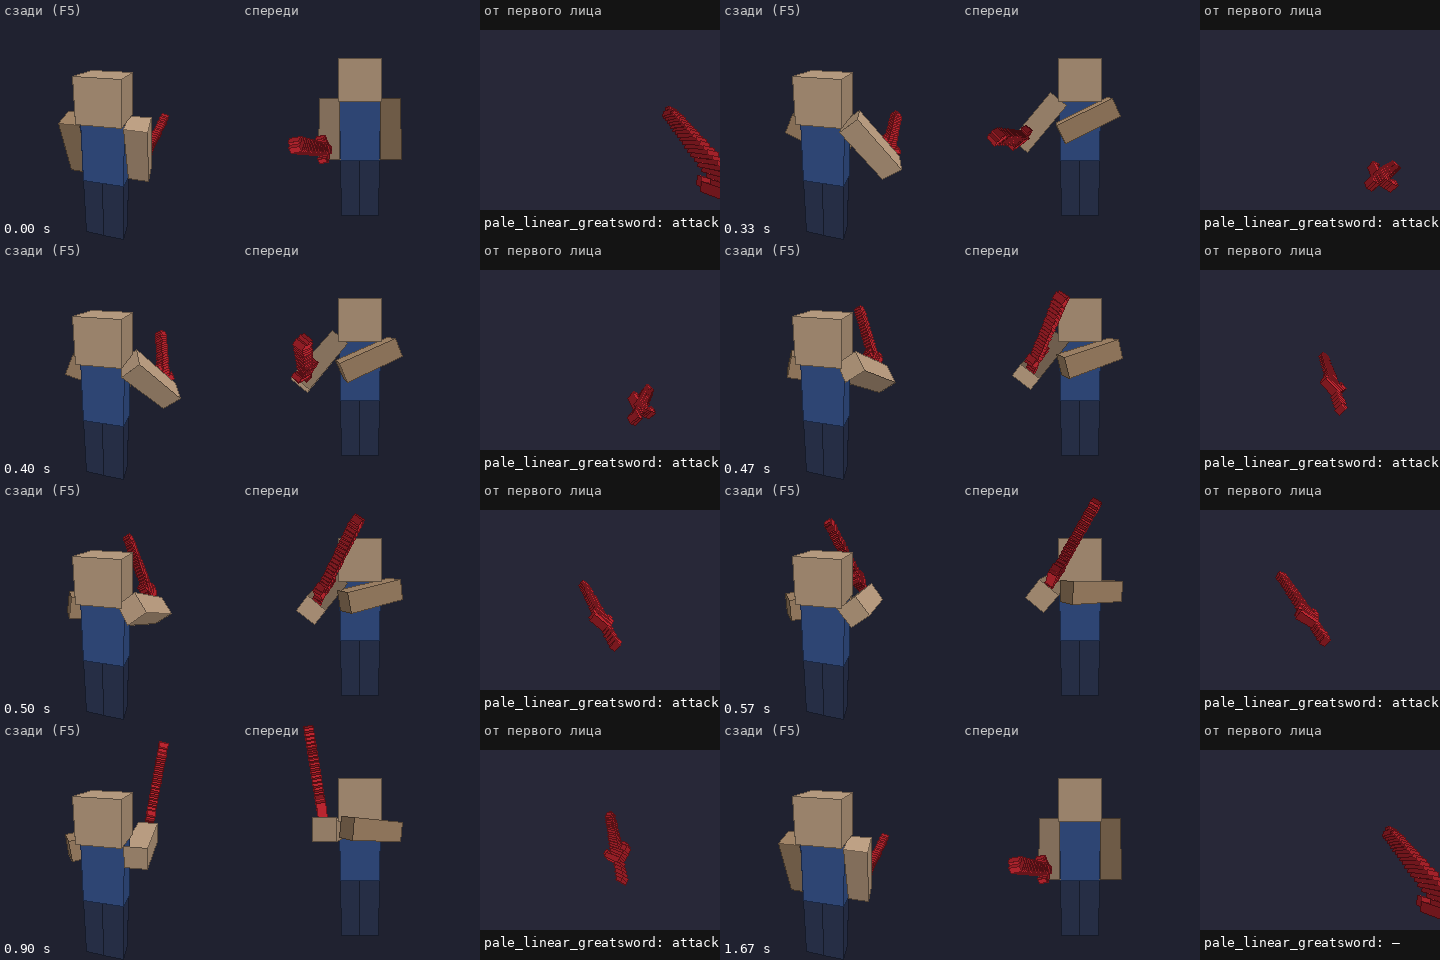 сзади (F5) спереди от первого лица сзади (F5) спереди от первого лица
0.00 s pale_linear_greatsword: attack 0.33 s pale_linear_greatsword: attack
сзади (F5) спереди от первого лица сзади (F5) спереди от первого лица
0.40 s pale_linear_greatsword: attack 0.47 s pale_linear_greatsword: attack
сзади (F5) спереди от первого лица сзади (F5) спереди от первого лица
0.50 s pale_linear_greatsword: attack 0.57 s pale_linear_greatsword: attack
сзади (F5) спереди от первого лица сзади (F5) спереди от первого лица
0.90 s pale_linear_greatsword: attack 1.67 s pale_linear_greatsword: —